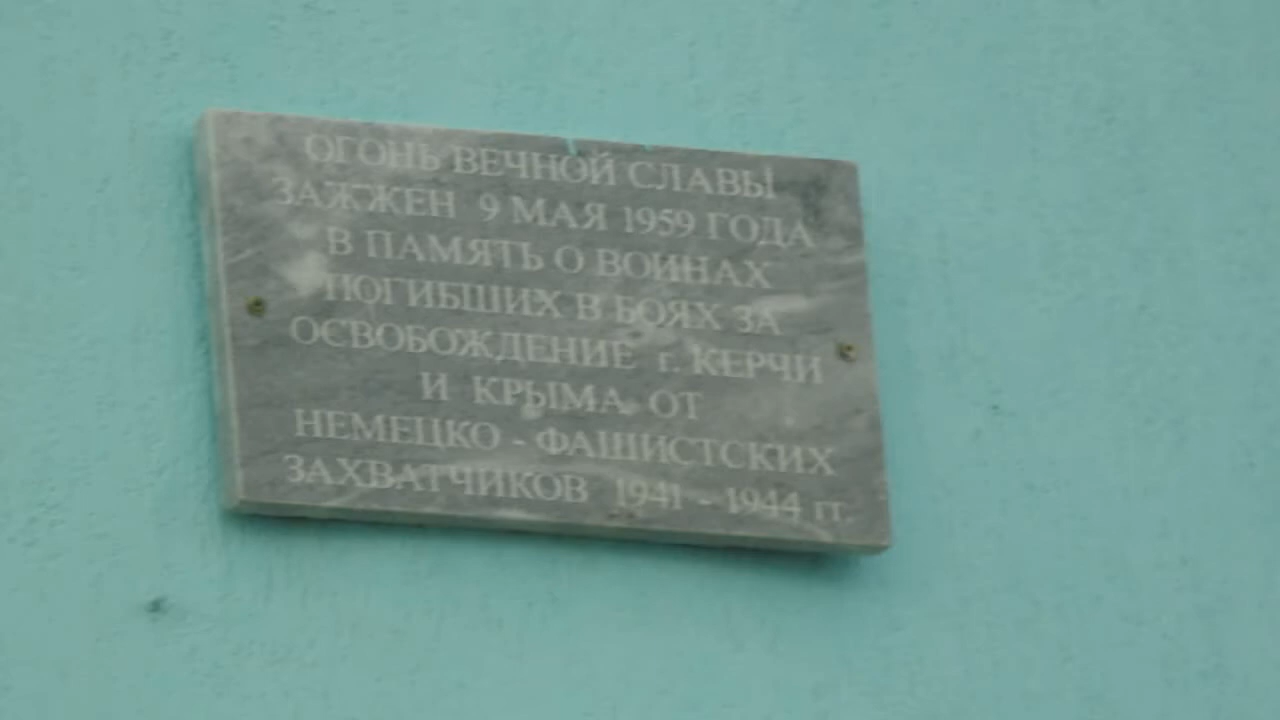 ОГОНЬ ВЕЧНОЙ СЛАВЫ
ЗАЖЖЕН 9 МАЯ 1959 ГОДА
В ПАМЯТЬ О ВОИНАХ
ПОГИБШИХ В БОЯХ ЗА
ОСВОБОЖДЕНИЕ г. КЕРЧИ
И КРЫМА ОТ
НЕМЕЦКО - ФАШИСТСКИХ
ЗАХВАТЧИКОВ 1941 - 1944 гг.